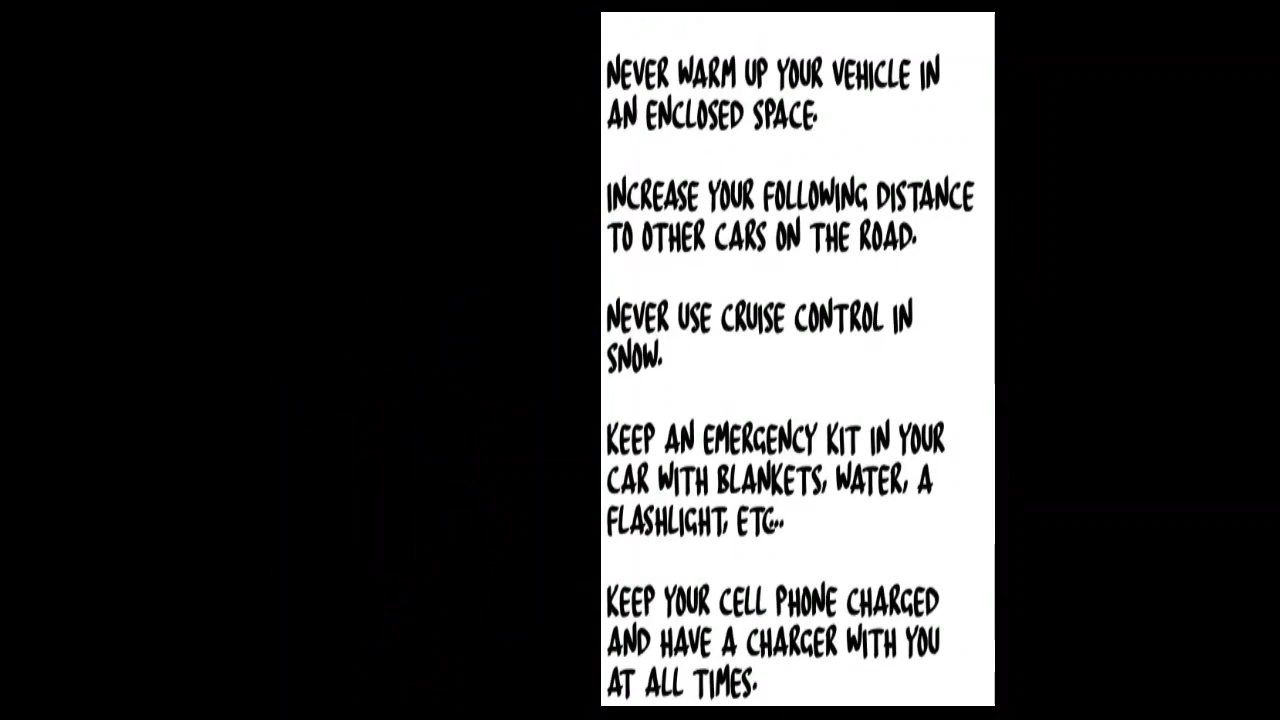 NEVER WARM UP YOUR VEHICLE IN
AN ENCLOSED SPACE.
INCREASE YOUR FOLLOWING DISTANCE
TO OTHER CARS ON THE ROAD.
NEVER USE CRUISE CONTROL IN
SNOW.
KEEP AN EMERGENCY KIT IN YOUR
CAR WITH BLANKETS, WATER, A
FLASHLIGHT, ETC...
KEEP YOUR CELL PHONE CHARGED
AND HAVE A CHARGER WITH YOU
AT ALL TIMES.